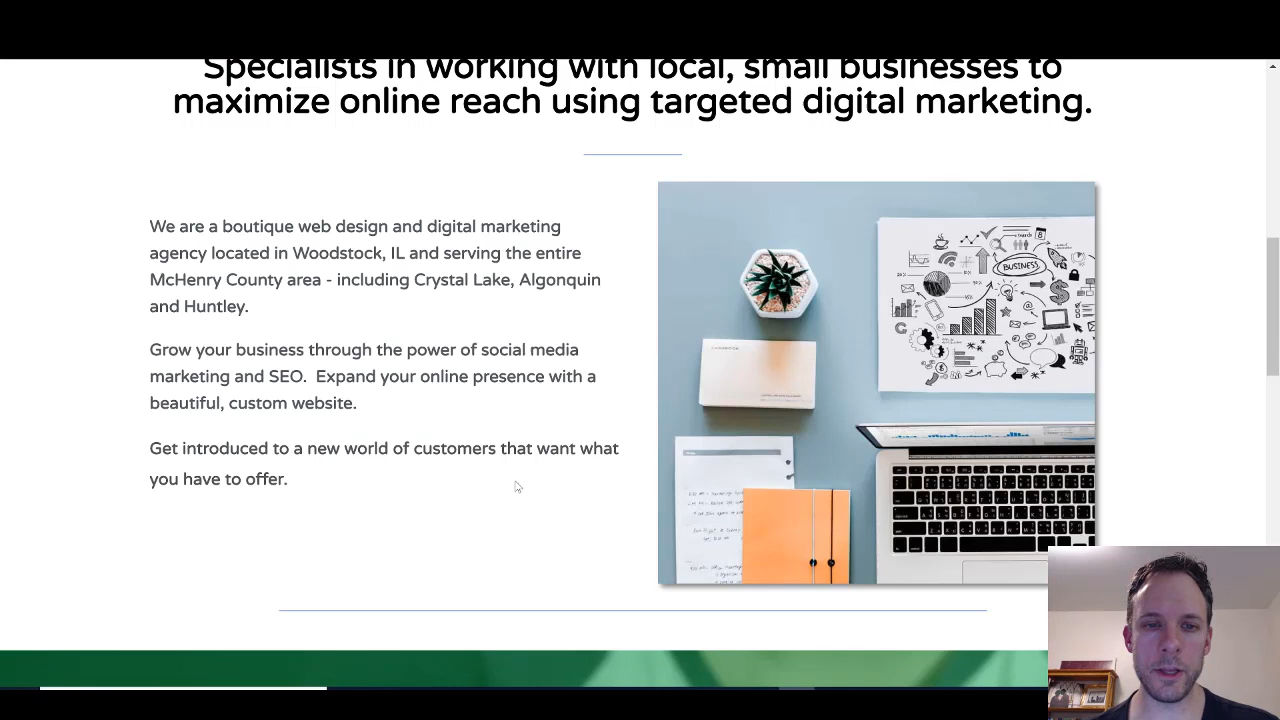 Specialists in working with local, small businesses to
maximize online reach using targeted digital marketing.
We are a boutique web design and digital marketing
agency located in Woodstock, IL and serving the entire
McHenry County area - including Crystal Lake, Algonquin
and Huntley.
Grow your business through the power of social media
marketing and SEO.  Expand your online presence with a
beautiful, custom website.
Get introduced to a new world of customers that want what
you have to offer.
BUSINESS